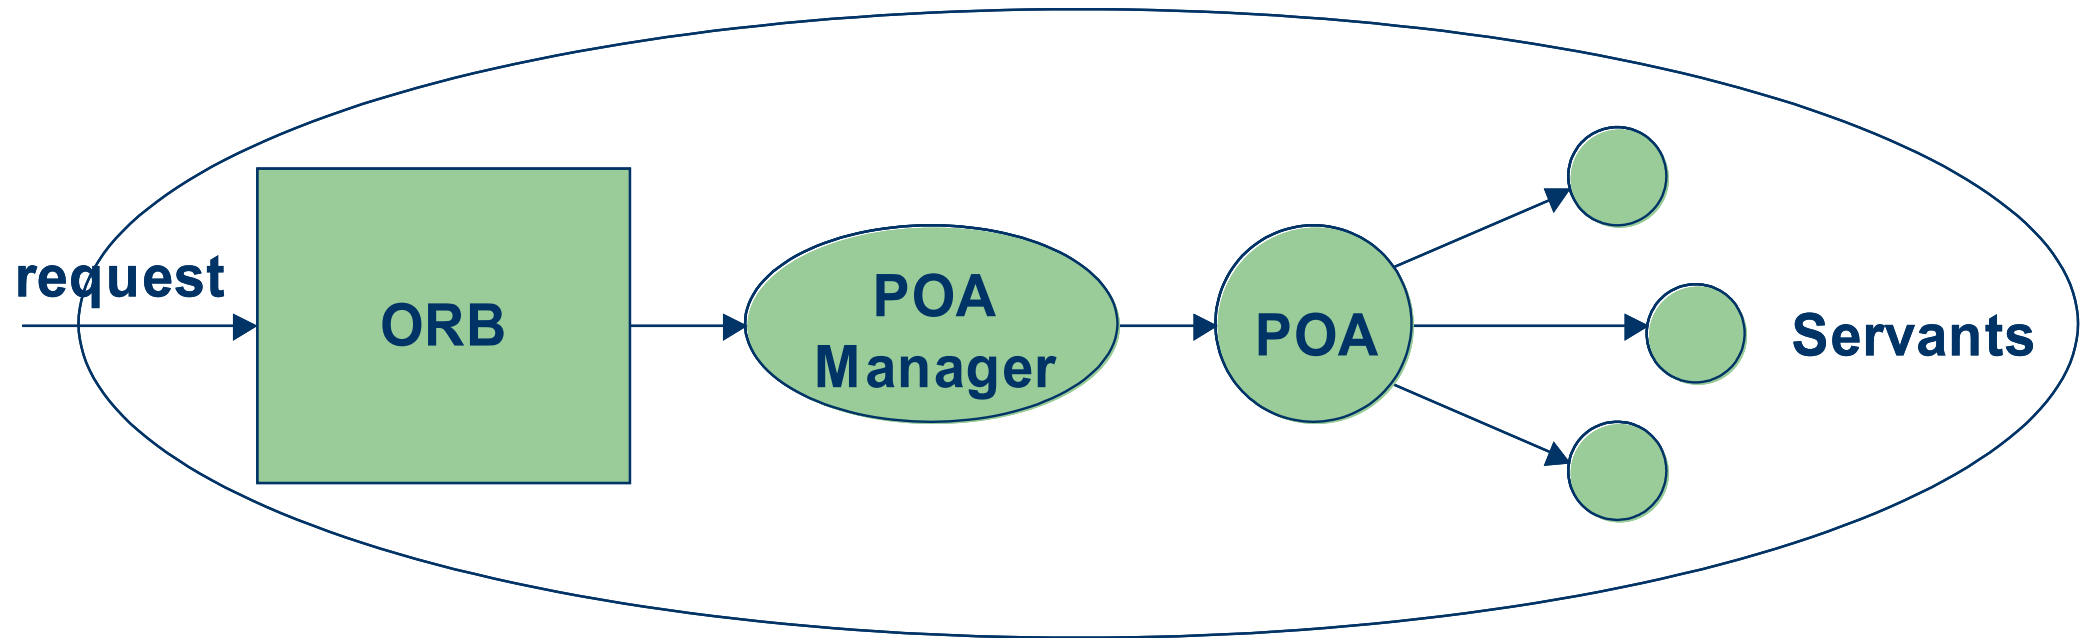 request
ORB
POA
Manager
POA
Servants